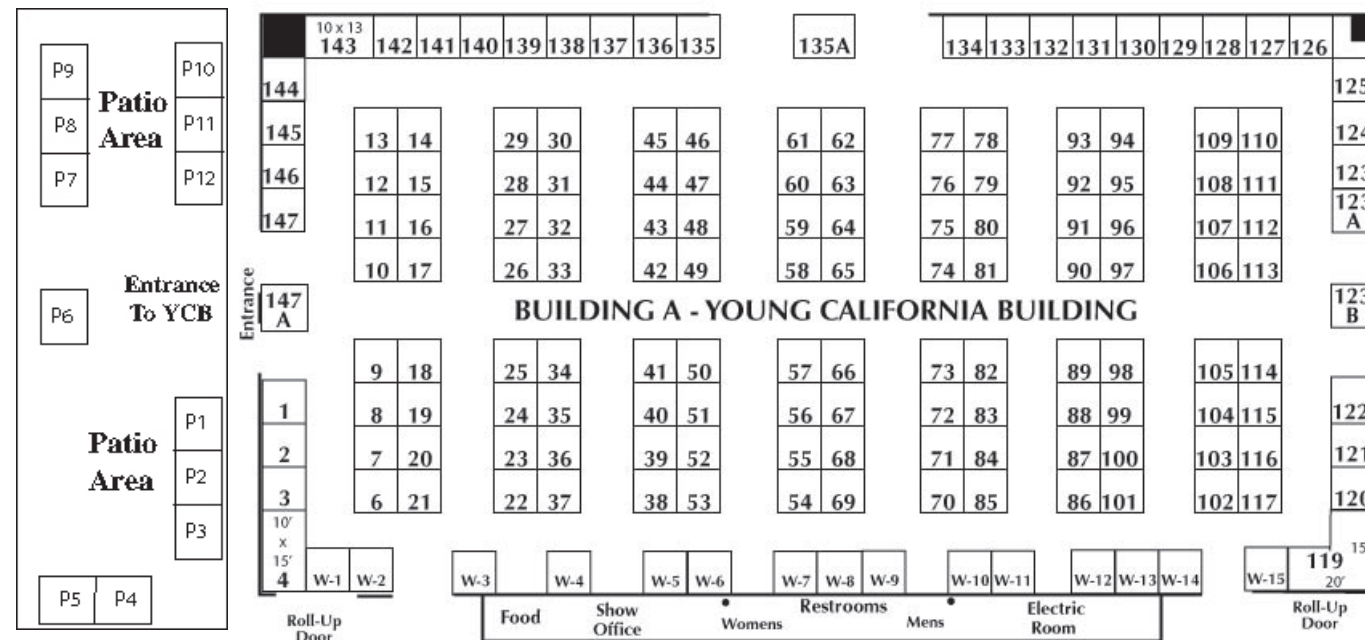 P9 P10
Patio
P8 P11
Area
P7 P12
Entrance
To YCB
P6
P1
Patio
P2
Area
P3
P5 P4
10 x 13
143 142 141 140 139 138 137 136 135 135A 134 133 132 131 130 129 128 127 126
144 125
145 13 14 29 30 45 46 61 62 77 78 93 94 109 110 124
146 12 15 28 31 44 47 60 63 76 79 92 95 108 111 123
147 11 16 27 32 43 48 59 64 75 80 91 96 107 112 123
A
10 17 26 33 42 49 58 65 74 81 90 97 106 113
Entrance
147
A
BUILDING A - YOUNG CALIFORNIA BUILDING
123
B
9 18 25 34 41 50 57 66 73 82 89 98 105 114
1 8 19 24 35 40 51 56 67 72 83 88 99 104 115 122
2 7 20 23 36 39 52 55 68 71 84 87 100 103 116 121
3 6 21 22 37 38 53 54 69 70 85 86 101 102 117 120
10'
x
15'
4 W-1 W-2 W-3 W-4 W-5 W-6 W-7 W-8 W-9 W-10 W-11 W-12 W-13 W-14 W-15 119
15
20'
Roll-Up
Door
Food
Show
Office
Womens
Restrooms
Mens
Electric
Room
Roll-Up
Door